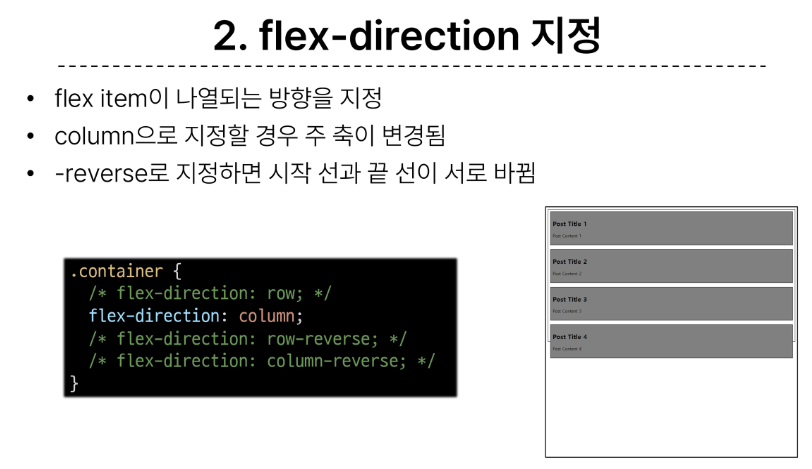 2. flex-direction 지정
• flex item이 나열되는 방향을 지정
• column으로 지정할 경우 주 축이 변경됨
• -reverse로 지정하면 시작 선과 끝 선이 서로 바뀜
.container {
/* flex-direction: row; */
flex-direction: column;
/* flex-direction: row-reverse; */
/* flex-direction: column-reverse; */
}
Post Title 1
Post Content 1
Post Title 2
Post Content 2
Post Title 3
Post Content 3
Post Title 4
Post Content 4